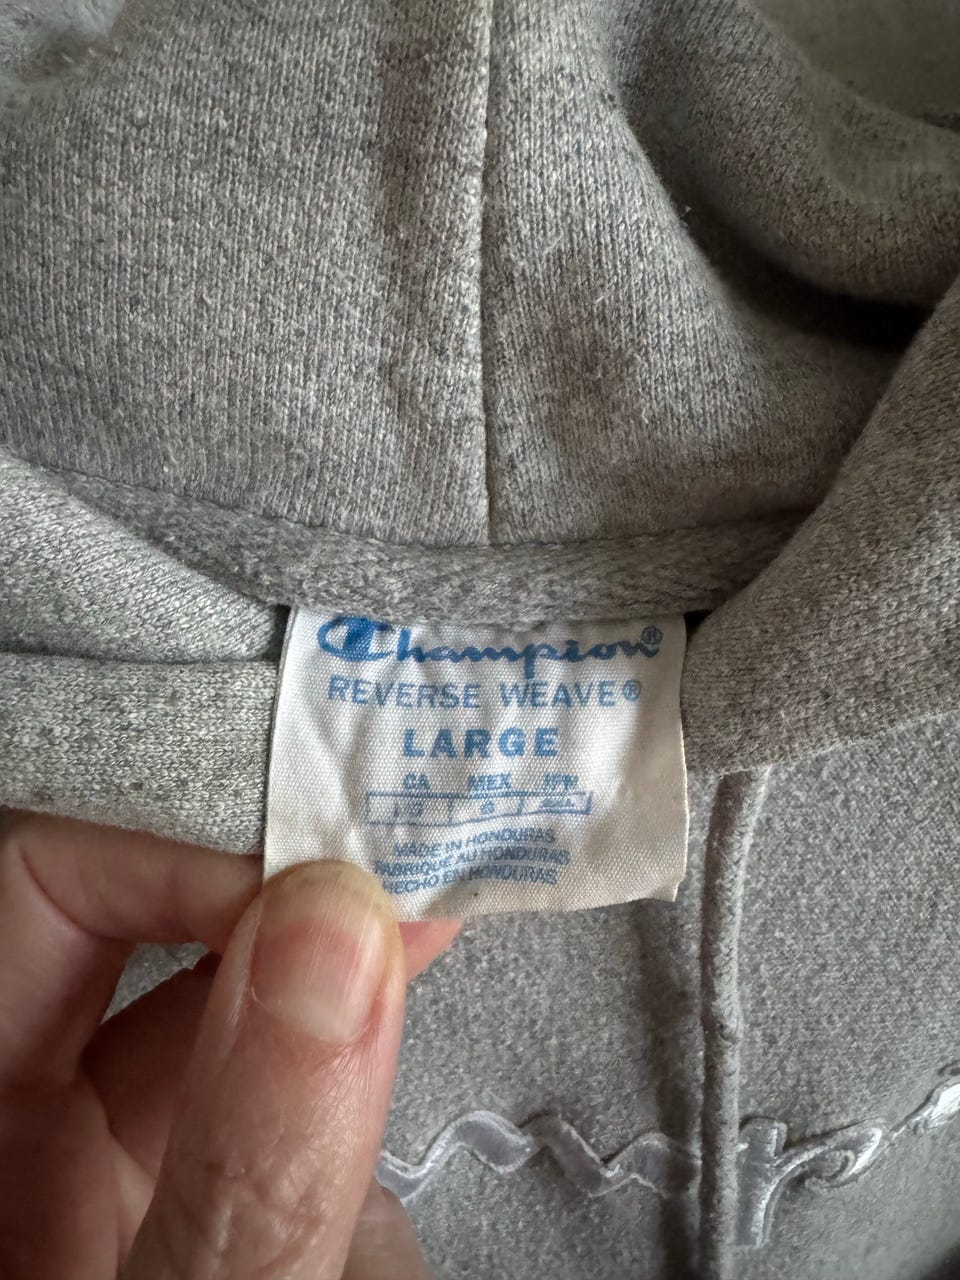 Champion®
REVERSE WEAVE®
LARGE
CA MEX JPN
MADE IN HONDURAS
FABRIQUE AU HONDURAS
HECHO EN HONDURAS